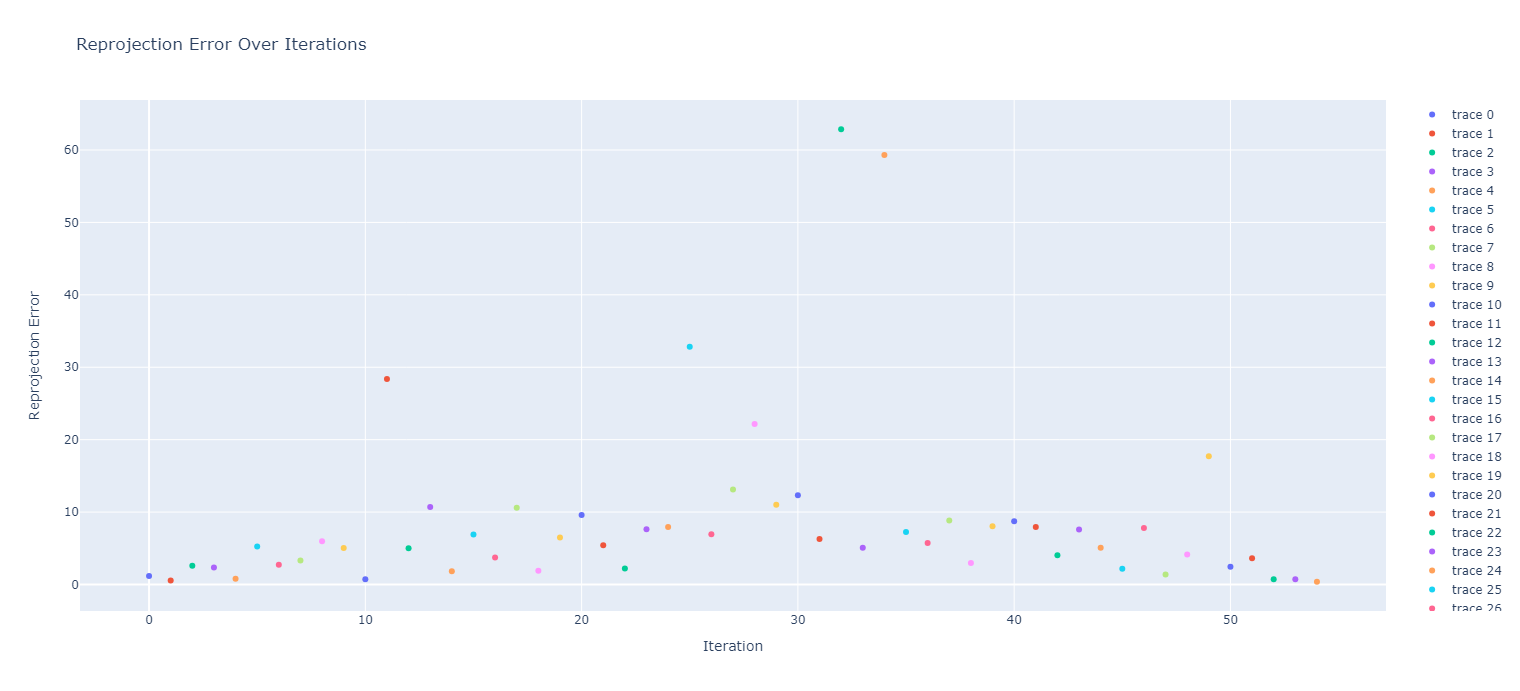 Reprojection Error Over Iterations
Reprojection Error
60
50
40
30
20
10
0
0
10
20
30
40
50
Iteration
trace 0
trace 1
trace 2
trace 3
trace 4
trace 5
trace 6
trace 7
trace 8
trace 9
trace 10
trace 11
trace 12
trace 13
trace 14
trace 15
trace 16
trace 17
trace 18
trace 19
trace 20
trace 21
trace 22
trace 23
trace 24
trace 25
trace 26